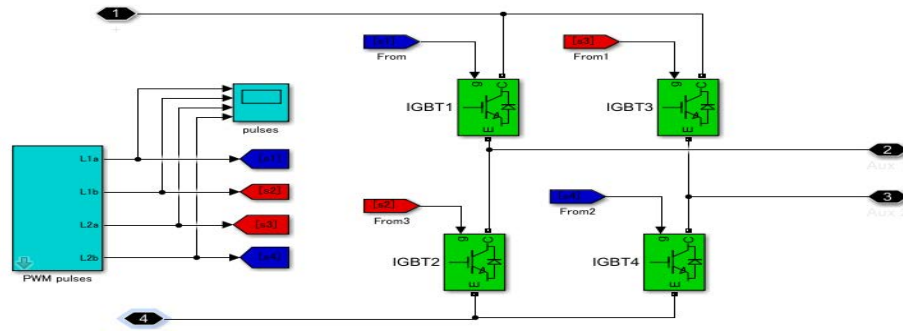 1
[s1]
From
[s3]
From1
g
C
E
IGBT1
g
C
E
IGBT3
pulses
L1a
[s1]
L1b
[s2]
L2a
[s3]
L2b
[s4]
PWM pulses
2
Aux
3
[s2]
From3
[s4]
From2
g
C
E
IGBT2
g
C
E
IGBT4
4